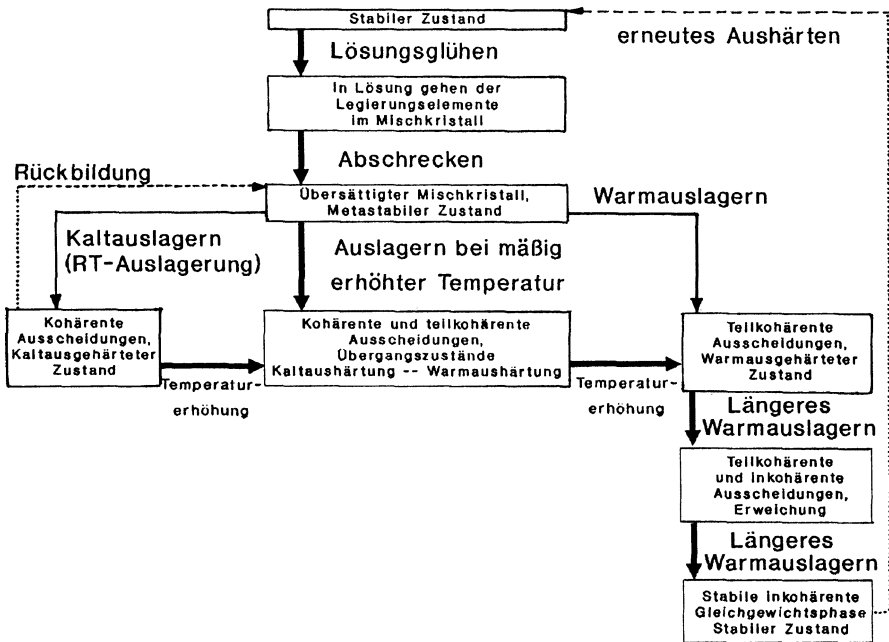 Stabiler Zustand
erneutes Aushärten
Lösungsglühen
In Lösung gehen der
Legierungselemente
im Mischkristall
Abschrecken
Rückbildung
Übersättigter Mischkristall,
Metastabiler Zustand
Warmauslagern
Kaltauslagern
(RT-Auslagerung)
Auslagern bei mäßig
erhöhter Temperatur
Kohärente
Ausscheidungen,
Kaltausgehärteter
Zustand
Temperatur-
erhöhung
Kohärente und teilkohärente
Ausscheidungen,
Übergangszustände
Kaltaushärtung -- Warmaushärtung
Temperatur-
erhöhung
Teilkohärente
Ausscheidungen,
Warmausgehärteter
Zustand
Längeres
Warmauslagern
Teilkohärente
und inkohärente
Ausscheidungen,
Erweichung
Längeres
Warmauslagern
Stabile inkohärente
Gleichgewichtsphase
Stabiler Zustand